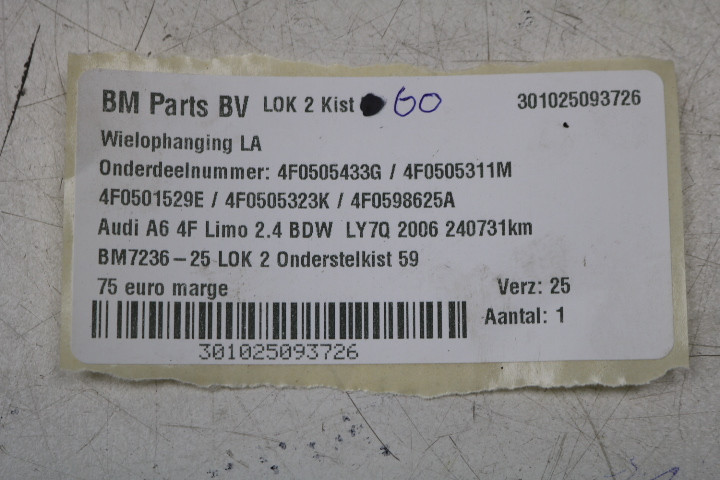 BM Parts BV LOK 2 Kist 60 301025093726
Wielophanging LA
Onderdeelnummer: 4F0505433G / 4F0505311M
4F0501529E / 4F0505323K / 4F0598625A
Audi A6 4F Limo 2.4 BDW LY7Q 2006 240731km
BM7236-25 LOK 2 Onderstelkist 59
75 euro marge Verz: 25
Aantal: 1
301025093726